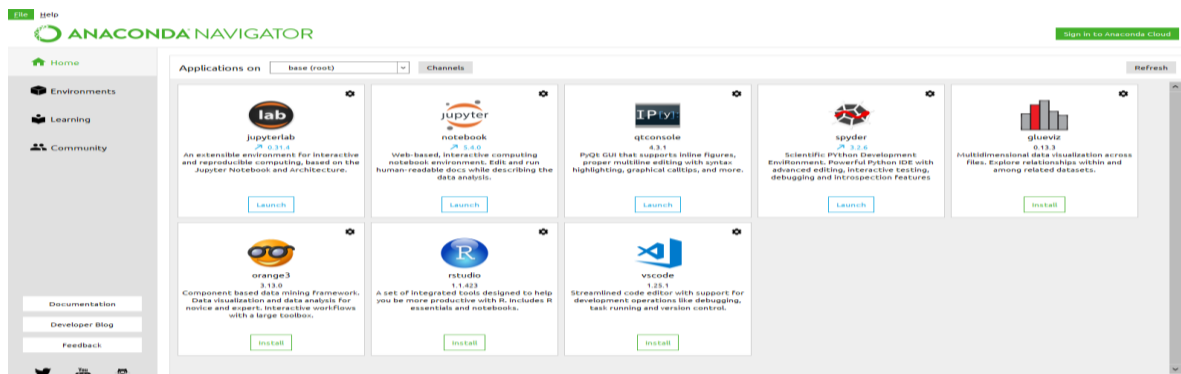 File Help
ANACONDA NAVIGATOR
Sign in to Anaconda Cloud
Home
Environments
Learning
Community
Documentation
Developer Blog
Feedback
Applications on base (root) Channels
Refresh
lab
jupyterlab
0.31.4
An extensible environment for interactive
and reproducible computing, based on the
Jupyter Notebook and Architecture.
Launch
jupyter
notebook
5.4.0
Web-based, interactive computing
notebook environment. Edit and run
human-readable docs while describing the
data analysis.
Launch
IP[y]:
qtconsole
4.3.1
PyQt GUI that supports inline figures,
proper multiline editing with syntax
highlighting, graphical calltips, and more.
Launch
spyder
3.2.6
Scientific PYthon Development
EnviRonment. Powerful Python IDE with
advanced editing, interactive testing,
debugging and introspection features
Launch
glueviz
0.13.3
Multidimensional data visualization across
files. Explore relationships within and
among related datasets.
Install
orange3
3.13.0
Component based data mining framework.
Data visualization and data analysis for
novice and expert. Interactive workflows
with a large toolbox.
Install
R
rstudio
1.1.423
A set of integrated tools designed to help
you be more productive with R. Includes R
essentials and notebooks.
Install
vscode
1.25.1
Streamlined code editor with support for
development operations like debugging,
task running and version control.
Install